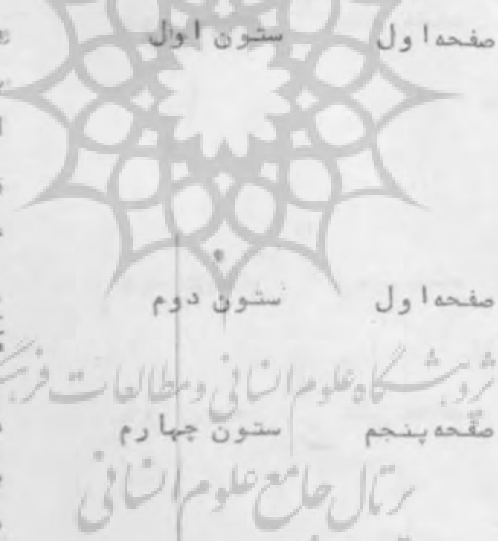 صفحه اول ستون اول
صفحه اول ستون دوم
پژوهشگاه علوم انسانی و مطالعات فرهنگی
صفحه پنجم ستون چهارم
پرتال جامع علوم انسانی